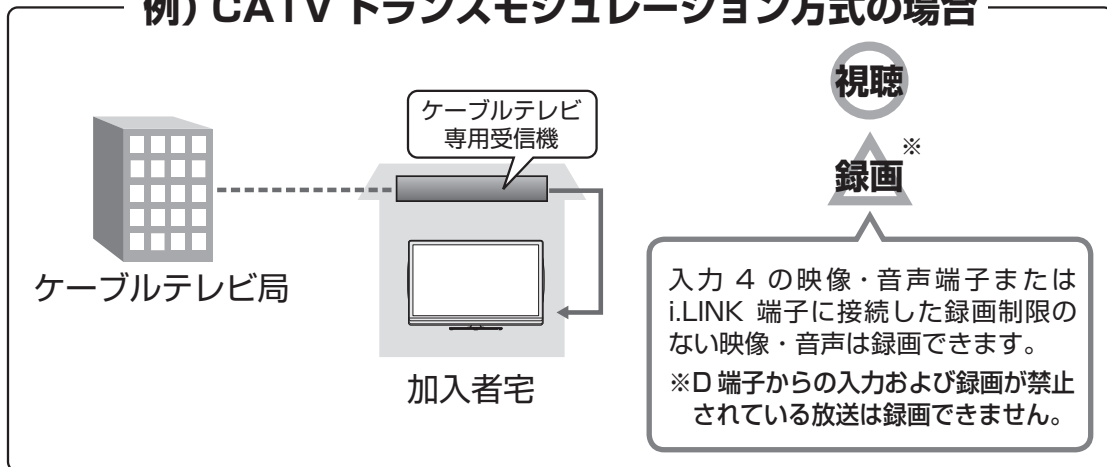 例）CATV トランスモジュレーション方式の場合
視聴
ケーブルテレビ
専用受信機
※
録画
ケーブルテレビ局
加入者宅
入力 4 の映像・音声端子または
i.LINK 端子に接続した録画制限の
ない映像・音声は録画できます。
※D 端子からの入力および録画が禁止
されている放送は録画できません。